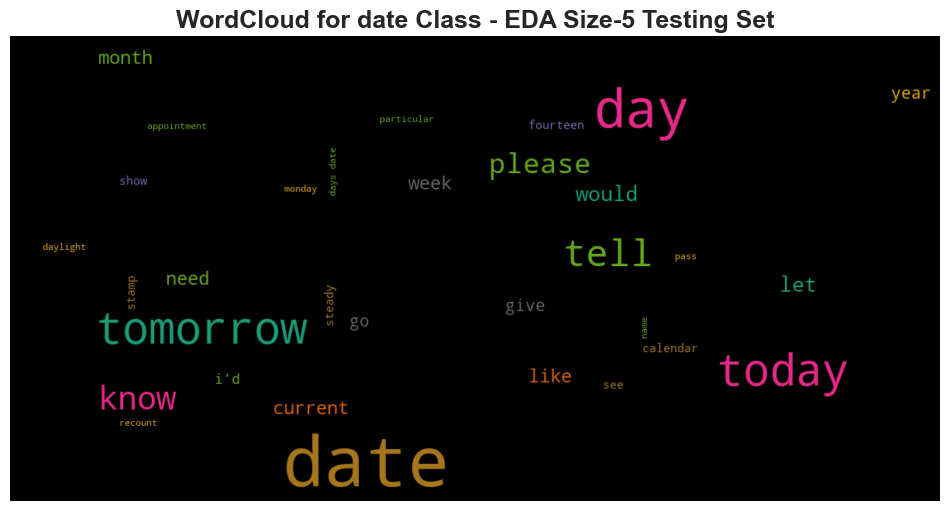 WordCloud for date Class - EDA Size-5 Testing Set
month
year
day
particular
fourteen
appointment
please
days date
show
week
monday
would
daylight
tell
pass
need
let
stamp
steady
give
go
name
tomorrow
calendar
today
i'd
like
see
know
current
recount
date